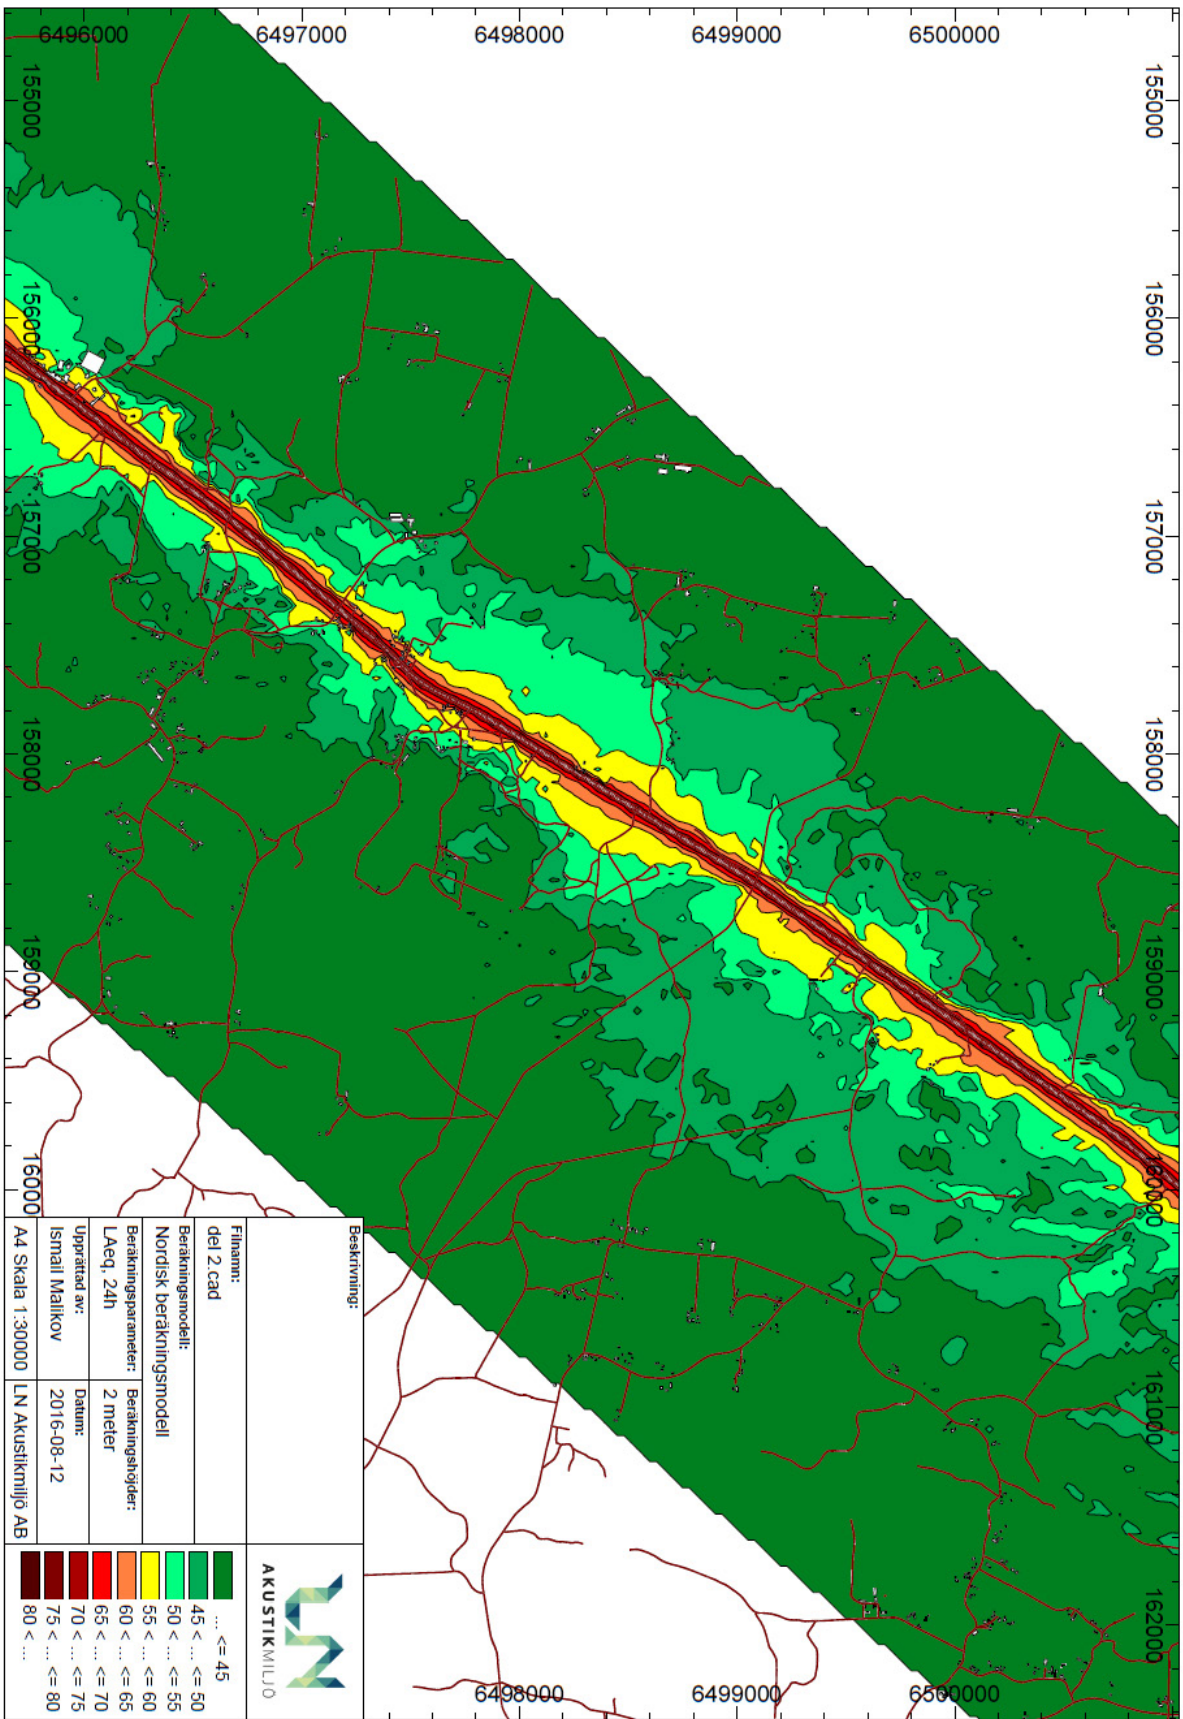 6496000
6497000
6498000
6499000
6500000
155000
155000
156000
156000
157000
157000
158000
158000
159000
159000
16000
160000
161000
162000
6498000
6499000
6500000
Beskrivning:
Filnamn:
del 2.cad
Beräkningsmodell:
Nordisk beräkningsmodell
Beräkningsparameter:
LAeq, 24h
Beräkningshöjder:
2 meter
Upprättad av:
Ismail Malikov
Datum:
2016-08-12
A4 Skala 1:30000
LN Akustikmiljö AB
LN
AKUSTIKMILJÖ
... <= 45
45 < ... <= 50
50 < ... <= 55
55 < ... <= 60
60 < ... <= 65
65 < ... <= 70
70 < ... <= 75
75 < ... <= 80
80 < ...